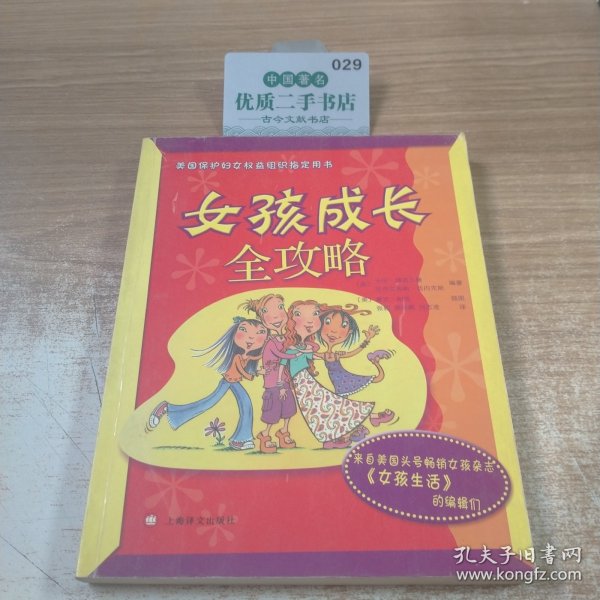 029
中国著名
优质二手书店
古今文献书店
美国保护妇女权益组织指定用书
女孩成长
全攻略
编著
译
来自美国头号畅销女孩杂志
《女孩生活》
的编辑们
上海译文出版社
孔夫子旧书网
www.kongfz.com